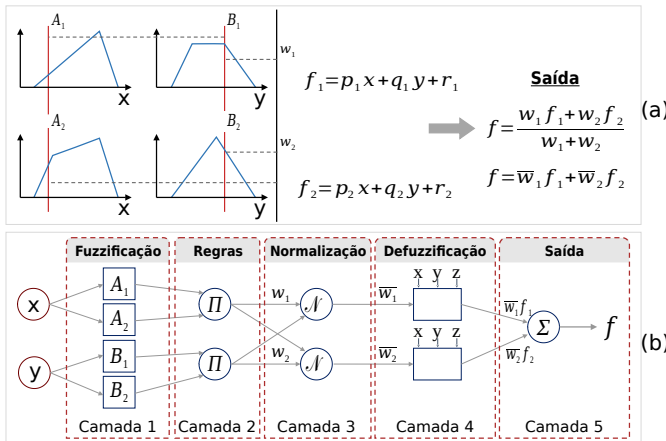 A₁
B₁
w₁
x
y
f₁=p₁x+q₁y+r₁
Saída
f=w₁f₁+w₂f₂/w₁+w₂
(a)
A₂
B₂
w₂
x
y
f₂=p₂x+q₂y+r₂
f=w̅₁f₁+w̅₂f₂
Fuzzificação Regras Normalização Defuzzificação Saída
x y z
x A₁ Π w₁ 𝒩 w̅₁ w̅₁f₁
A₂ Σ f
x y z
y B₁ Π w₂ 𝒩 w̅₂ w̅₂f₂
B₂
(b)
Camada 1 Camada 2 Camada 3 Camada 4 Camada 5